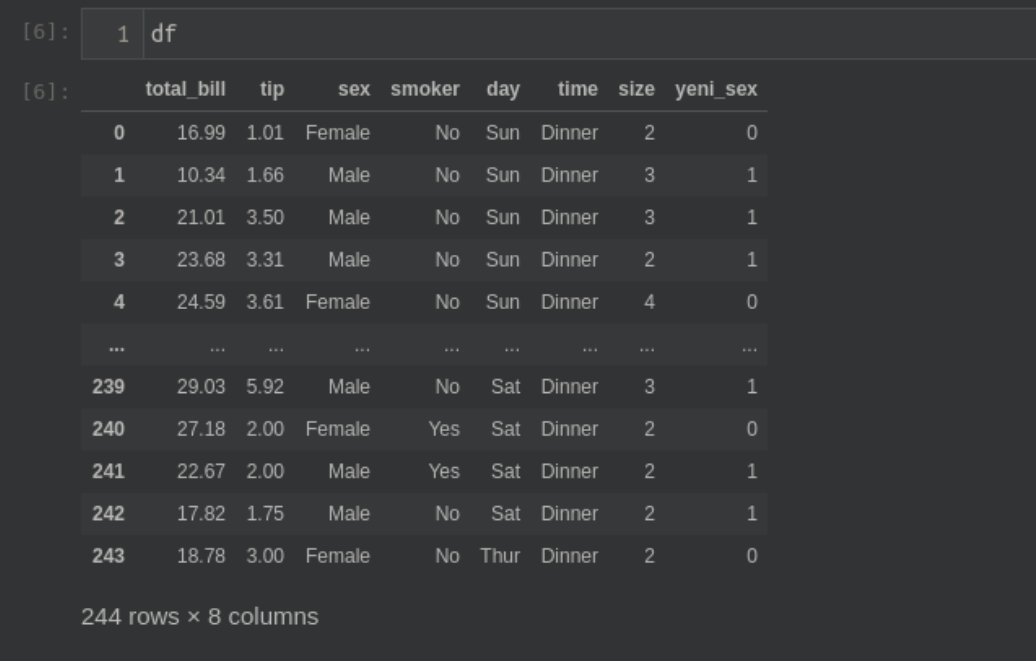 [6]: 1 df
[6]: total_bill tip sex smoker day time size yeni_sex
0 16.99 1.01 Female No Sun Dinner 2 0
1 10.34 1.66 Male No Sun Dinner 3 1
2 21.01 3.50 Male No Sun Dinner 3 1
3 23.68 3.31 Male No Sun Dinner 2 1
4 24.59 3.61 Female No Sun Dinner 4 0
... ... ... ... ... ... ... ... ...
239 29.03 5.92 Male No Sat Dinner 3 1
240 27.18 2.00 Female Yes Sat Dinner 2 0
241 22.67 2.00 Male Yes Sat Dinner 2 1
242 17.82 1.75 Male No Sat Dinner 2 1
243 18.78 3.00 Female No Thur Dinner 2 0
244 rows × 8 columns